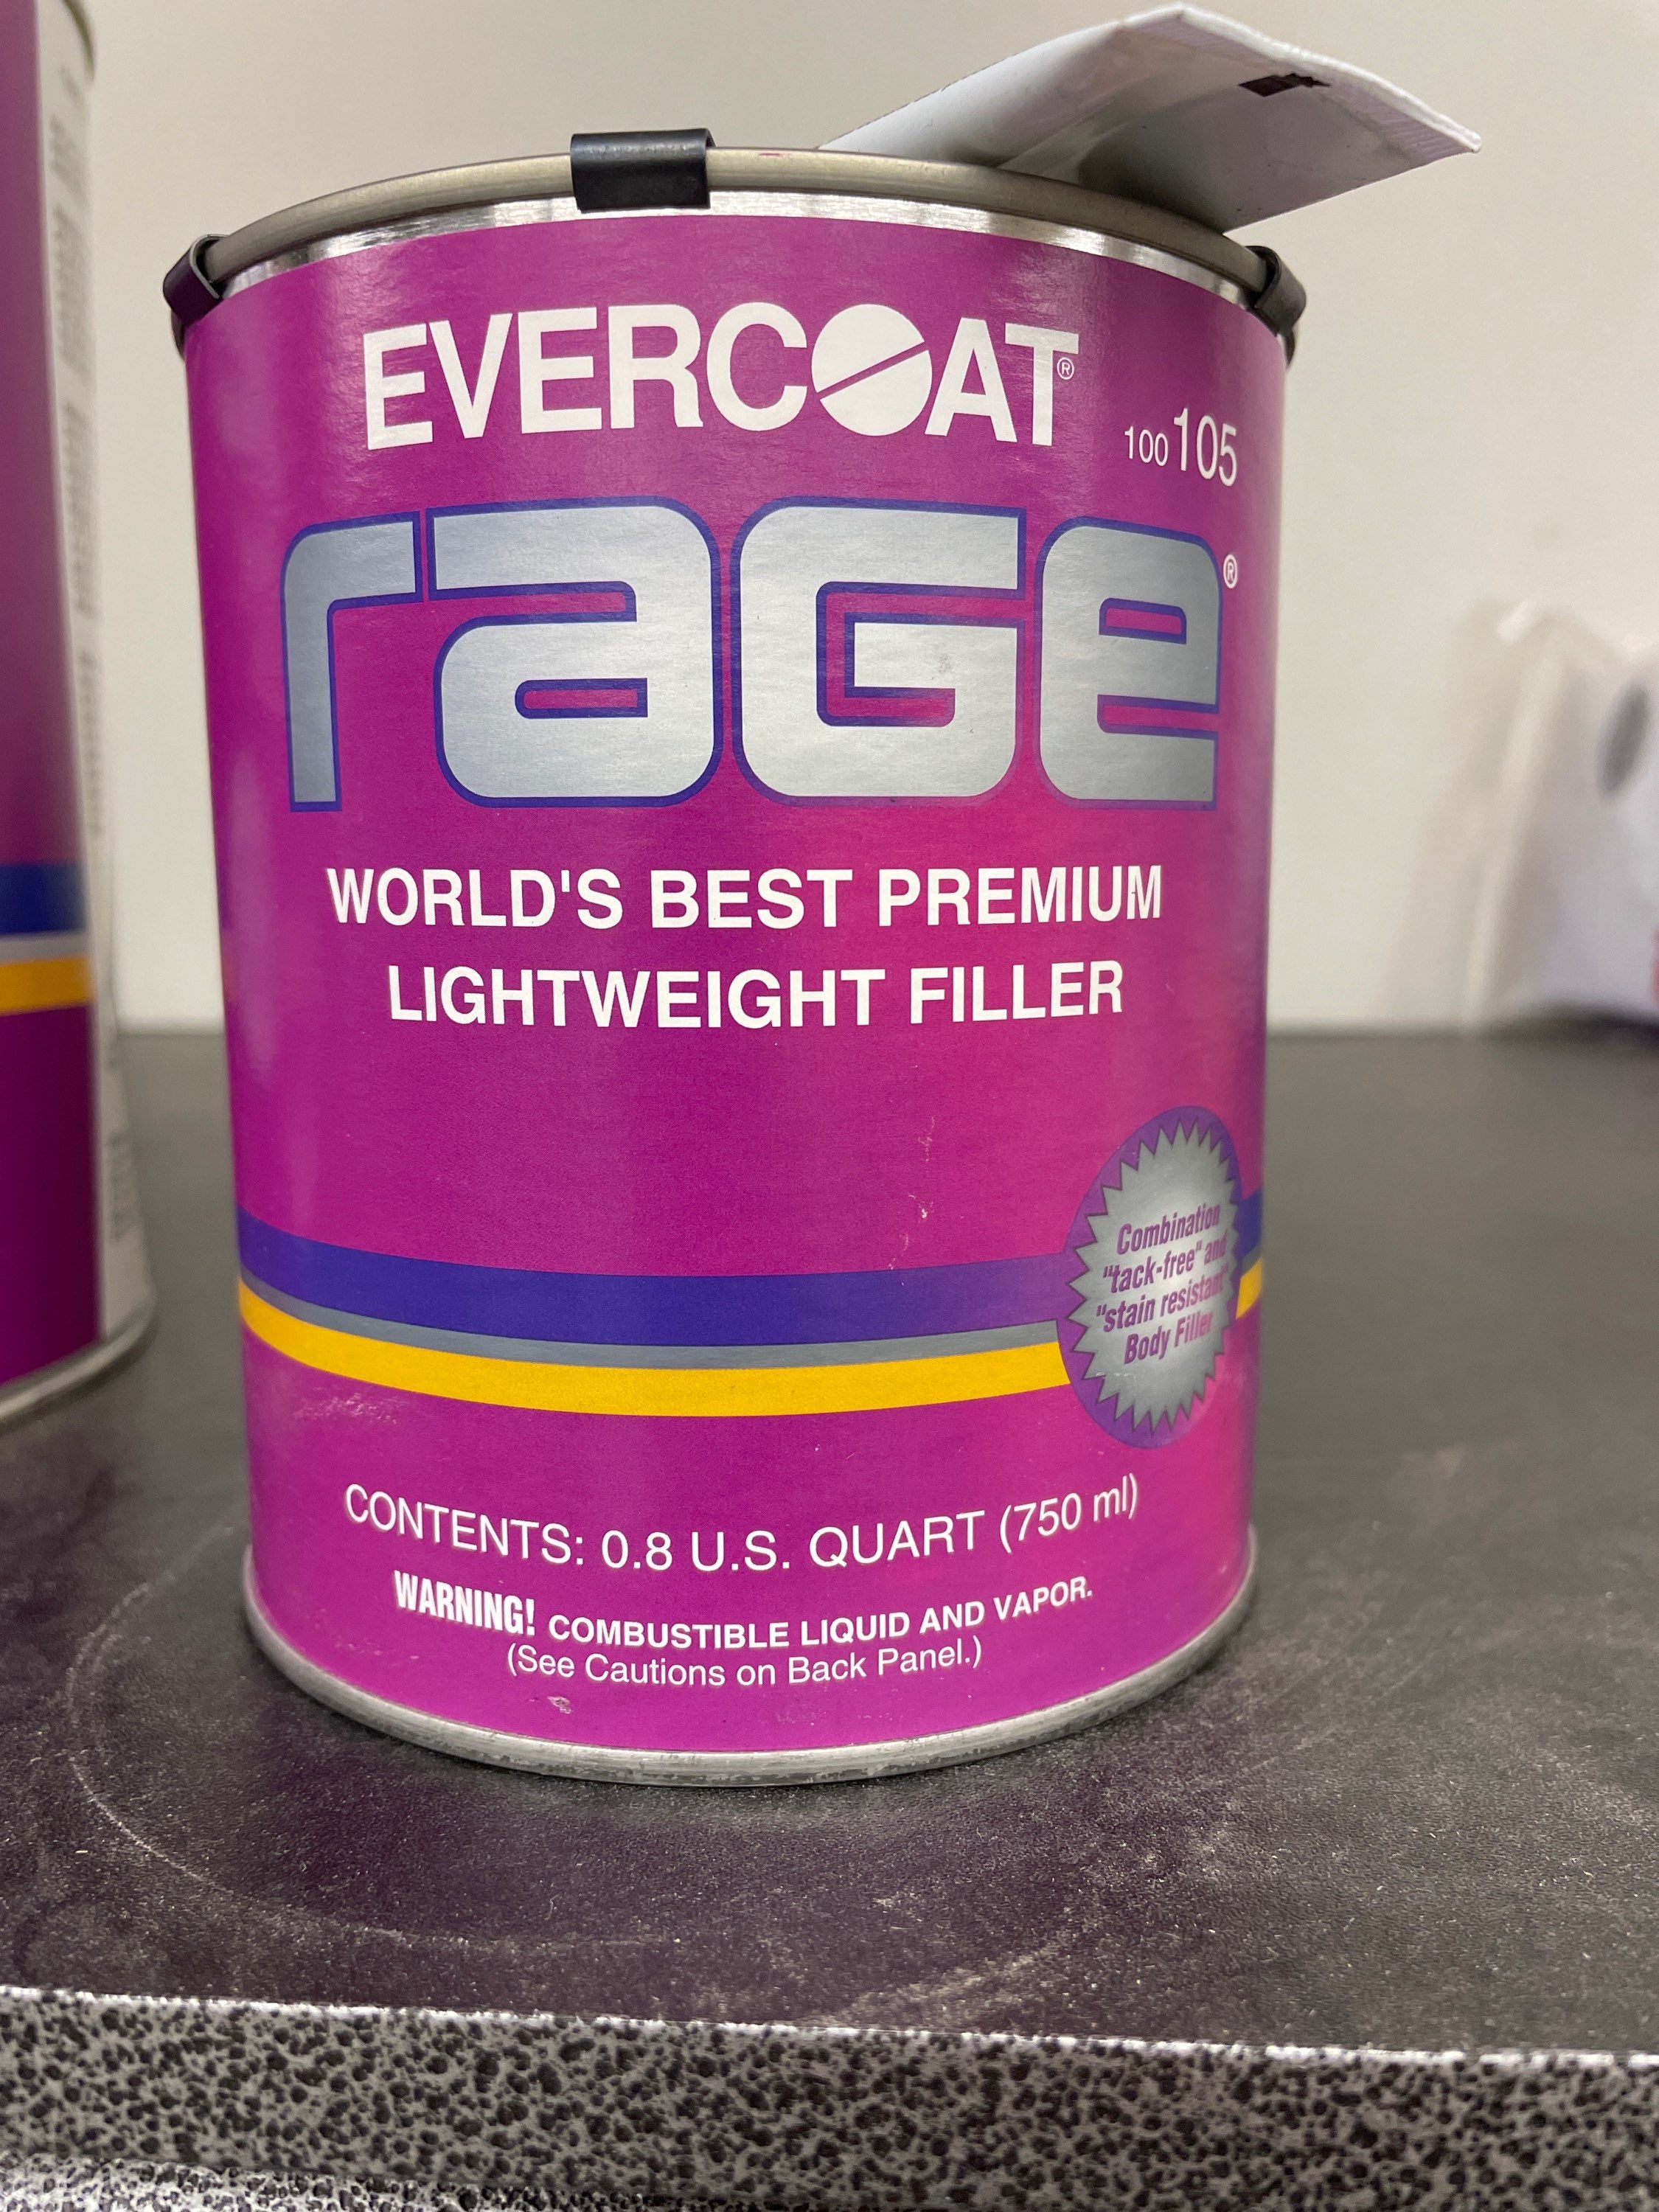 EVERCOAT®
100105
rage®
WORLD'S BEST PREMIUM
LIGHTWEIGHT FILLER
Combination
"tack-free" and
"stain resistant"
Body Filler
CONTENTS: 0.8 U.S. QUART (750 ml)
WARNING! COMBUSTIBLE LIQUID AND VAPOR.
(See Cautions on Back Panel.)